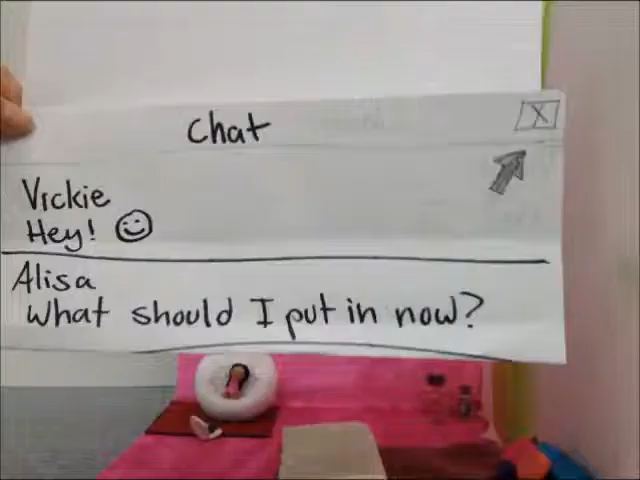 Chat
X
Vickie
Hey!
Alisa
What should I put in now?